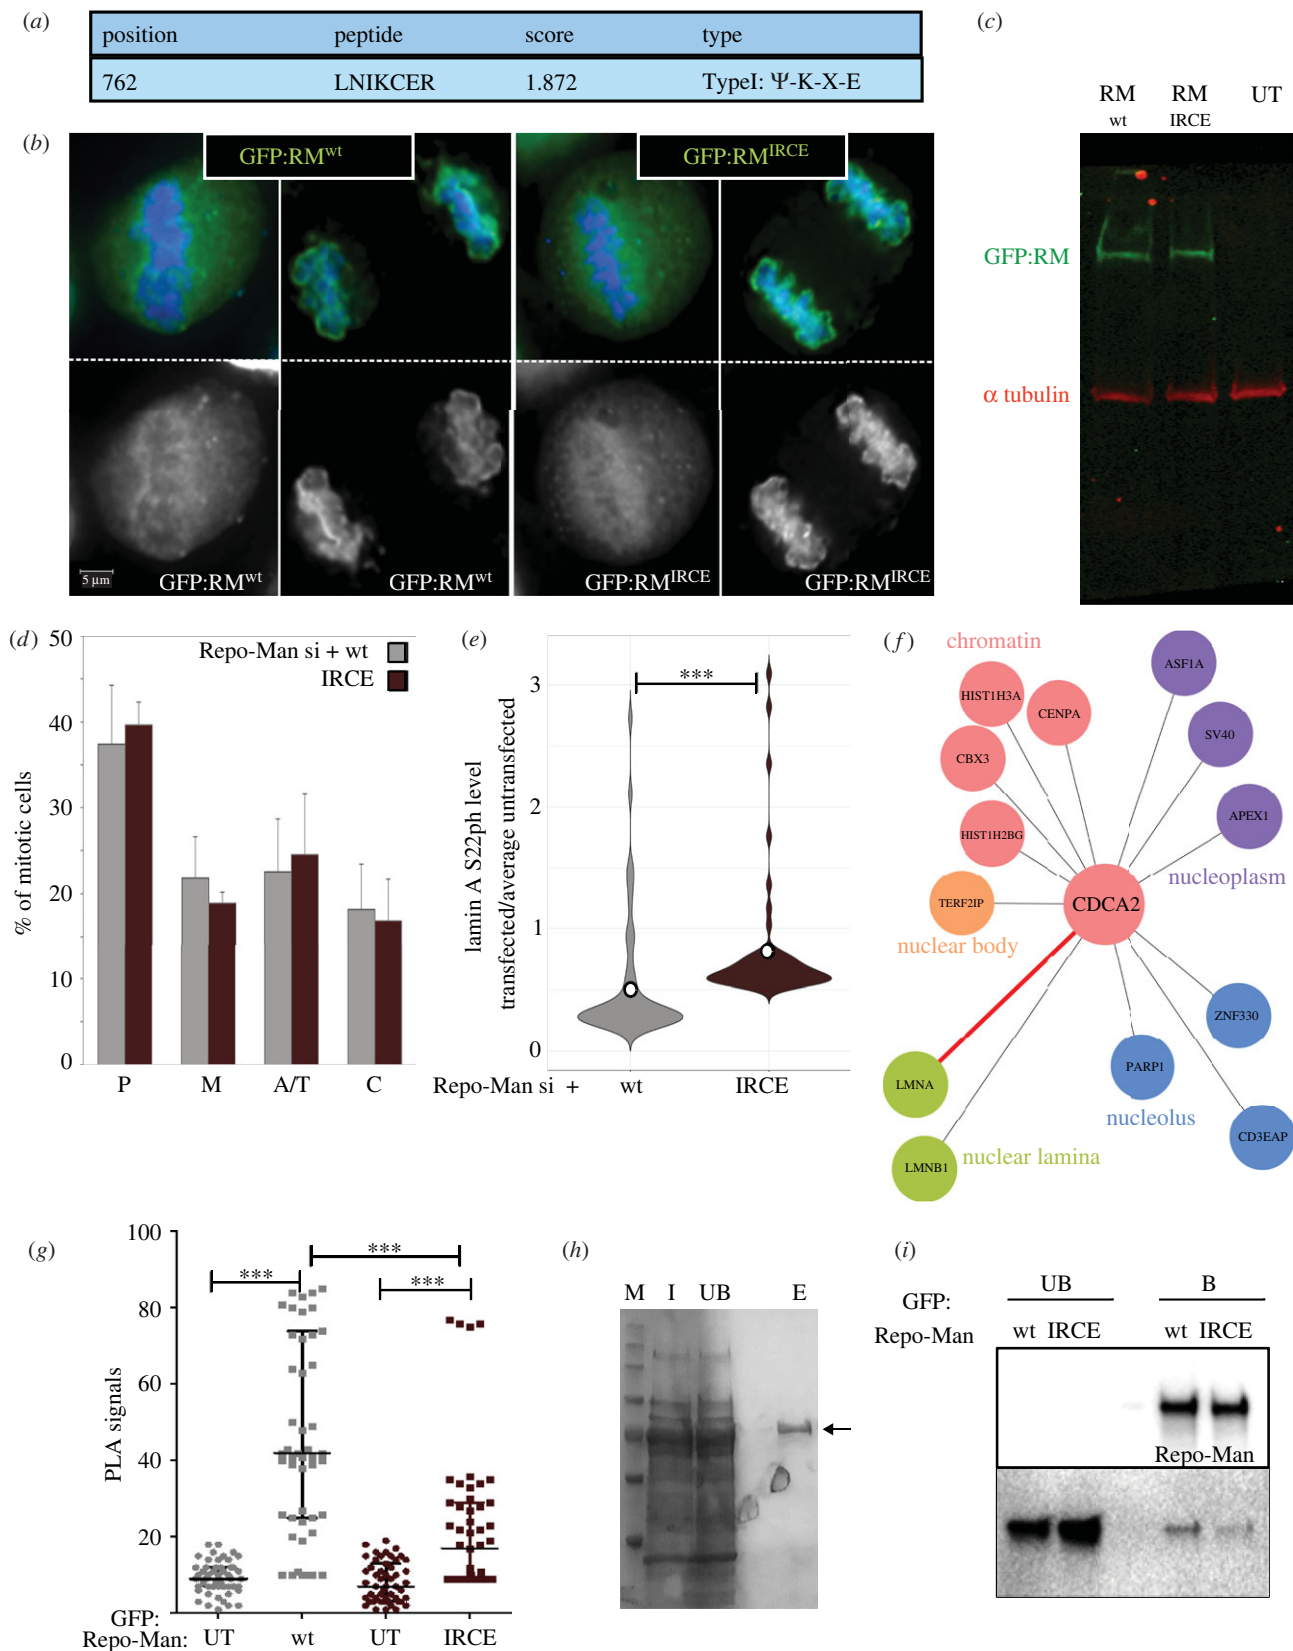 (a)
position peptide score type
762 LNIKCER 1.872 TypeI: Ψ-K-X-E
(b)
GFP:RMwt GFP:RMIRCE
5 µm
GFP:RMwt GFP:RMwt GFP:RMIRCE GFP:RMIRCE
(c)
RM RM UT
wt IRCE
GFP:RM
α tubulin
(d)
50
40
30
20
10
0
% of mitotic cells
Repo-Man si + wt
IRCE
P M A/T C
(e)
lamin A S22ph level
transfected/average untransfected
3
2
1
0
***
Repo-Man si + wt IRCE
(f)
chromatin
HIST1H3A
CENPA
CBX3
HIST1H2BG
ASF1A
SV40
APEX1
nucleoplasm
CDCA2
TERF2IP
nuclear body
ZNF330
PARP1
LMNA
nucleolus
CD3EAP
LMNB1
nuclear lamina
(g)
100
80
60
40
20
PLA signals
***
***
***
GFP:
Repo-Man: UT wt UT IRCE
(h)
M I UB E
(i)
UB B
GFP:
Repo-Man wt IRCE wt IRCE
Repo-Man